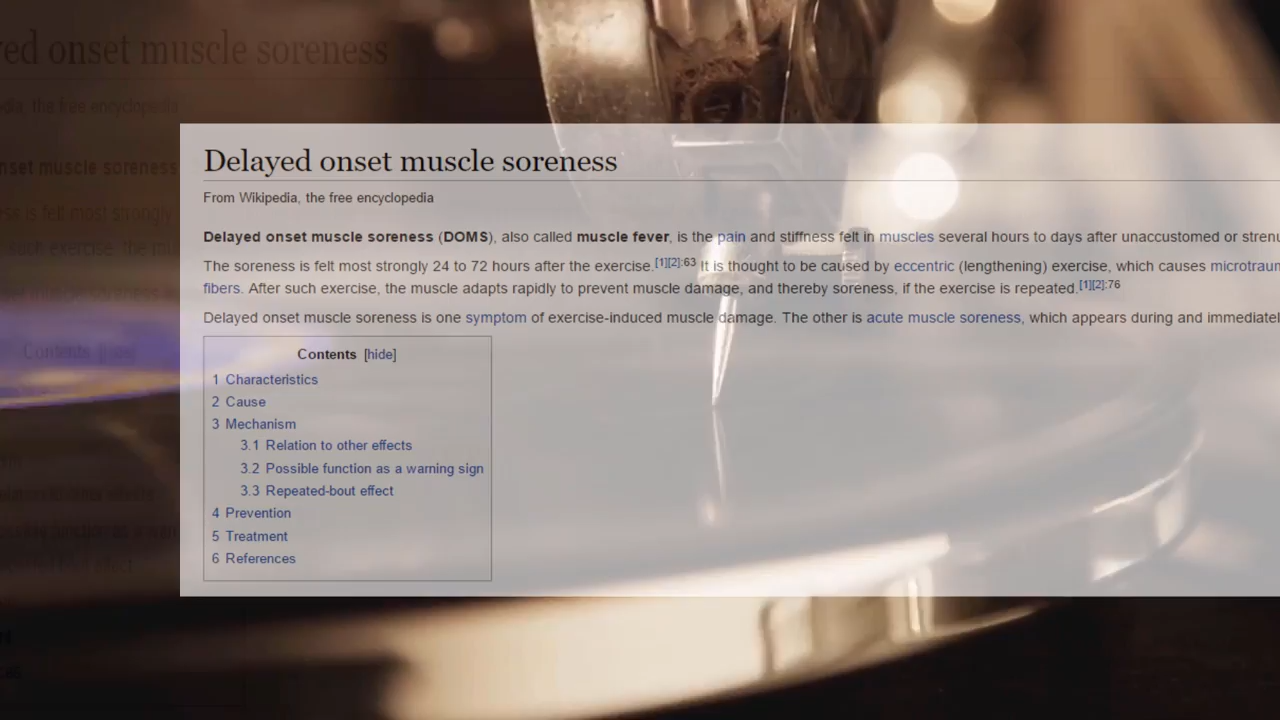 yed onset muscle soreness
Delayed onset muscle soreness
From Wikipedia, the free encyclopedia
Delayed onset muscle soreness (DOMS), also called muscle fever, is the pain and stiffness felt in muscles several hours to days after unaccustomed or strenu
The soreness is felt most strongly 24 to 72 hours after the exercise.[1][2]:63 It is thought to be caused by eccentric (lengthening) exercise, which causes microtraum
fibers. After such exercise, the muscle adapts rapidly to prevent muscle damage, and thereby soreness, if the exercise is repeated.[1][2]:76
Delayed onset muscle soreness is one symptom of exercise-induced muscle damage. The other is acute muscle soreness, which appears during and immediatel
Contents [hide]
1 Characteristics
2 Cause
3 Mechanism
3.1 Relation to other effects
3.2 Possible function as a warning sign
3.3 Repeated-bout effect
4 Prevention
5 Treatment
6 References